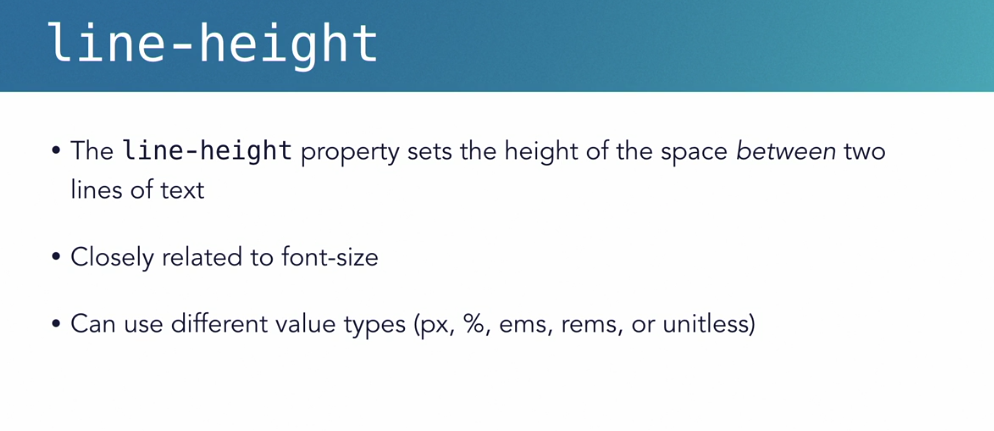 line-height
• The line-height property sets the height of the space between two
lines of text
• Closely related to font-size
• Can use different value types (px, %, ems, rems, or unitless)